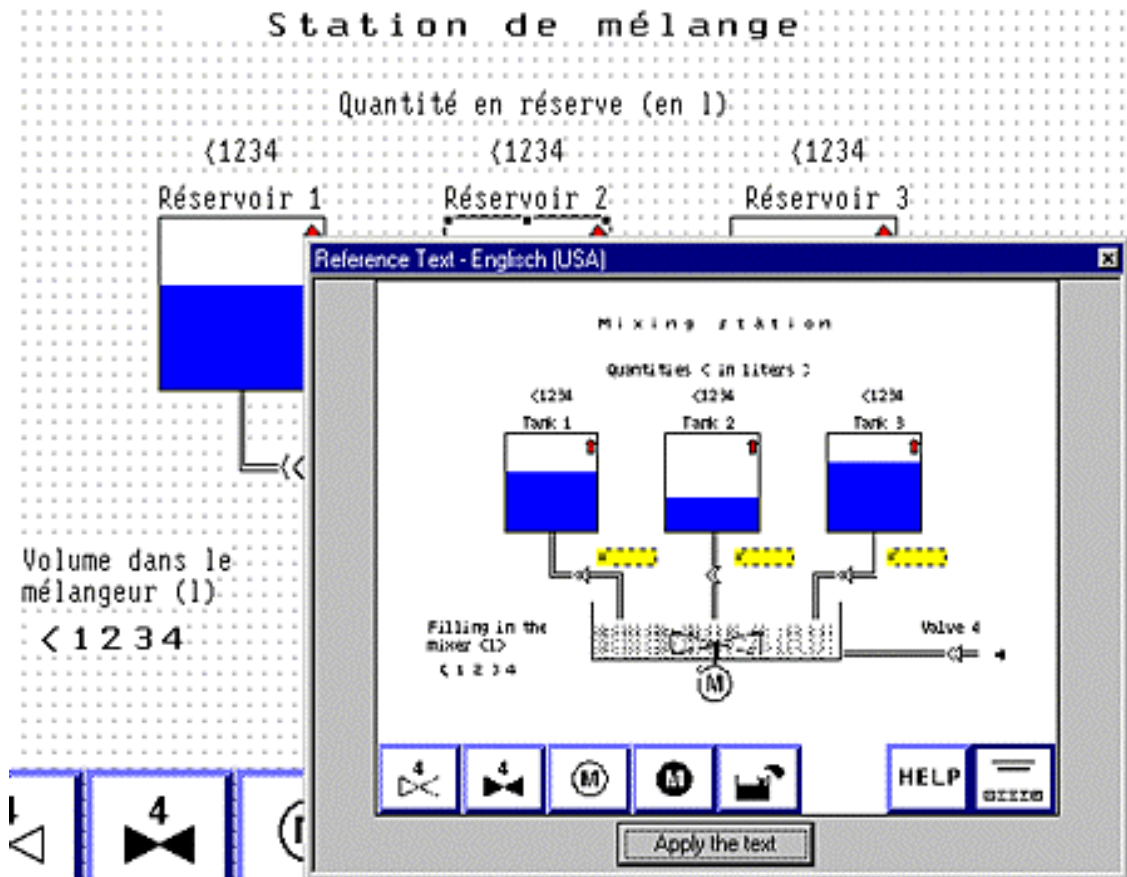 Station de mélange
Quantité en réserve (en l)
<1234 <1234 <1234
Réservoir 1 Réservoir 2 Réservoir 3
Reference Text - Englisch (USA)
Mixing station
Quantities ( in liters )
<1234 <1234 <1234
Tank 1 Tank 2 Tank 3
Volume dans le
mélangeur (l)
<1234
Filling in the
mixer (l)
<1234
Valve 4
M
4 4 M M HELP
4
Apply the text